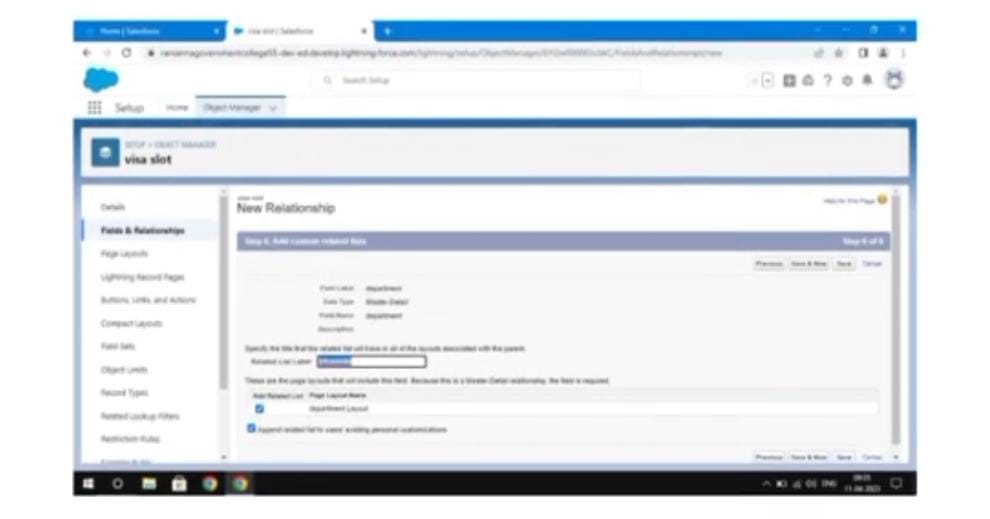 Home | Salesforce
visa slot | Salesforce
Search Setup
Setup
Home
Object Manager
SETUP > OBJECT MANAGER
visa slot
Details
Fields & Relationships
Page Layouts
Lightning Record Pages
Buttons, Links, and Actions
Compact Layouts
Field Sets
Object Limits
Record Types
Related Lookup Filters
Restriction Rules
visa slot
New Relationship
Help for this Page
Step 6. Add custom related lists
Step 6 of 6
Previous
Save & New
Save
Cancel
Field Label department
Data Type Master-Detail
Field Name department
Description
Specify the title that the related list will have in all of the layouts associated with the parent.
Related List Label
These are the page layouts that will include this field. Because this is a Master-Detail relationship, the field is required.
Add Related List Page Layout Name
department Layout
Append related list to users' existing personal customizations
Previous
Save & New
Save
Cancel
ENG